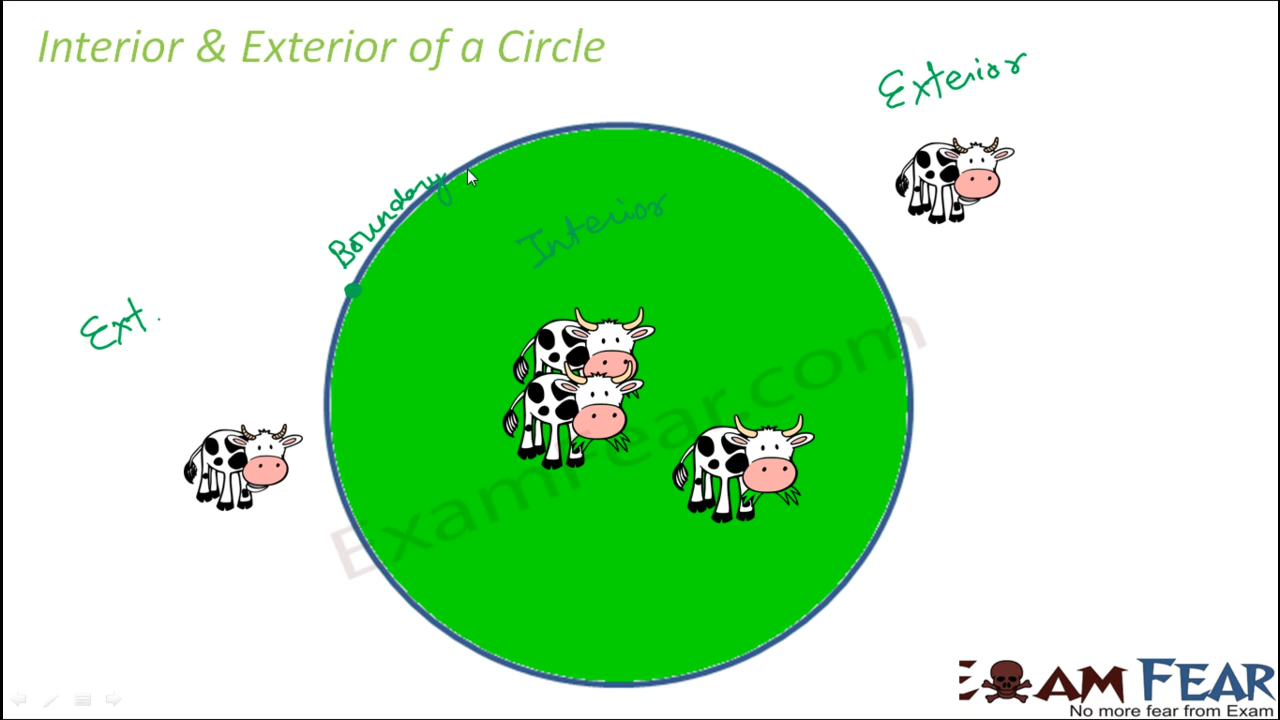 Interior & Exterior of a Circle
Exterior
Boundary
Interior
Ext.
ExamFear.com
EXAM FEAR
No more fear from Exam